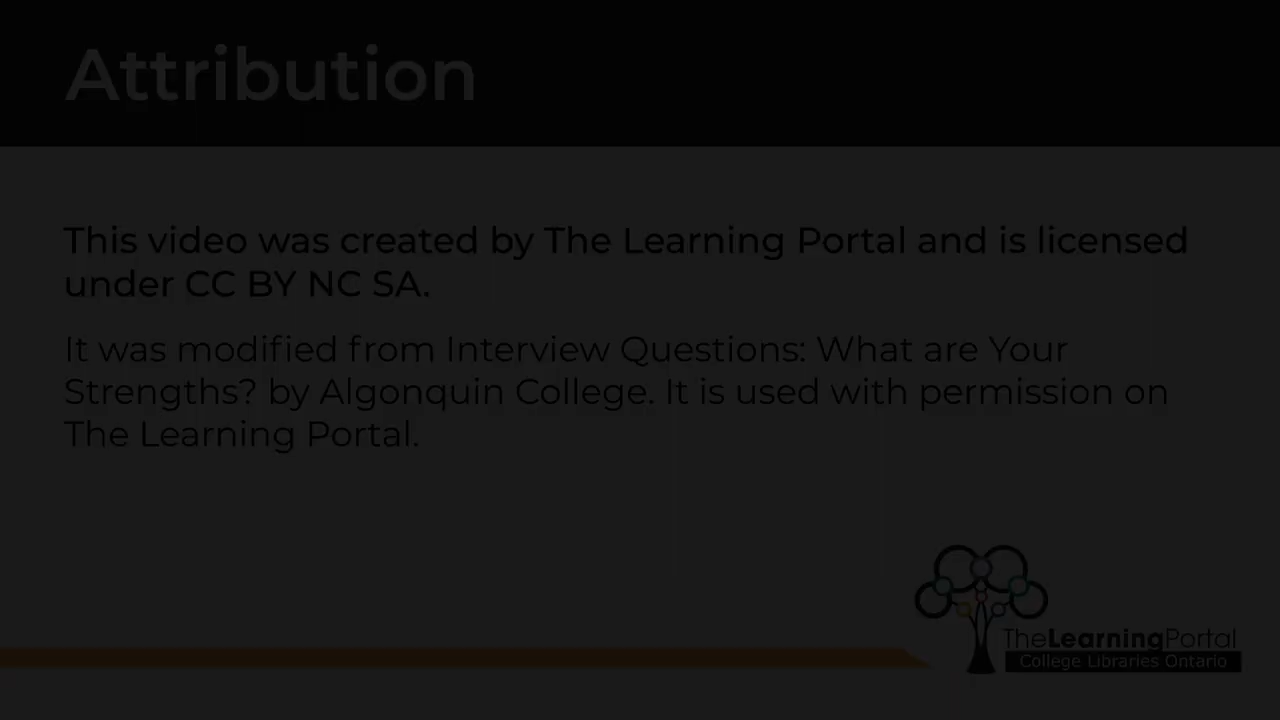 Attribution
This video was created by The Learning Portal and is licensed
under CC BY NC SA.
It was modified from Interview Questions: What are Your
Strengths? by Algonquin College. It is used with permission on
The Learning Portal.
TheLearningPortal
College Libraries Ontario